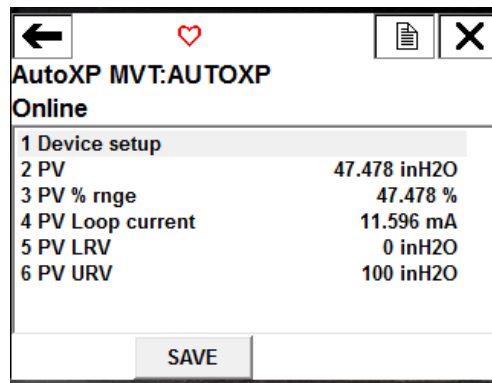 AutoXP MVT:AUTOXP
Online
1 Device setup
2 PV 47.478 inH2O
3 PV % rnge 47.478 %
4 PV Loop current 11.596 mA
5 PV LRV 0 inH2O
6 PV URV 100 inH2O
SAVE